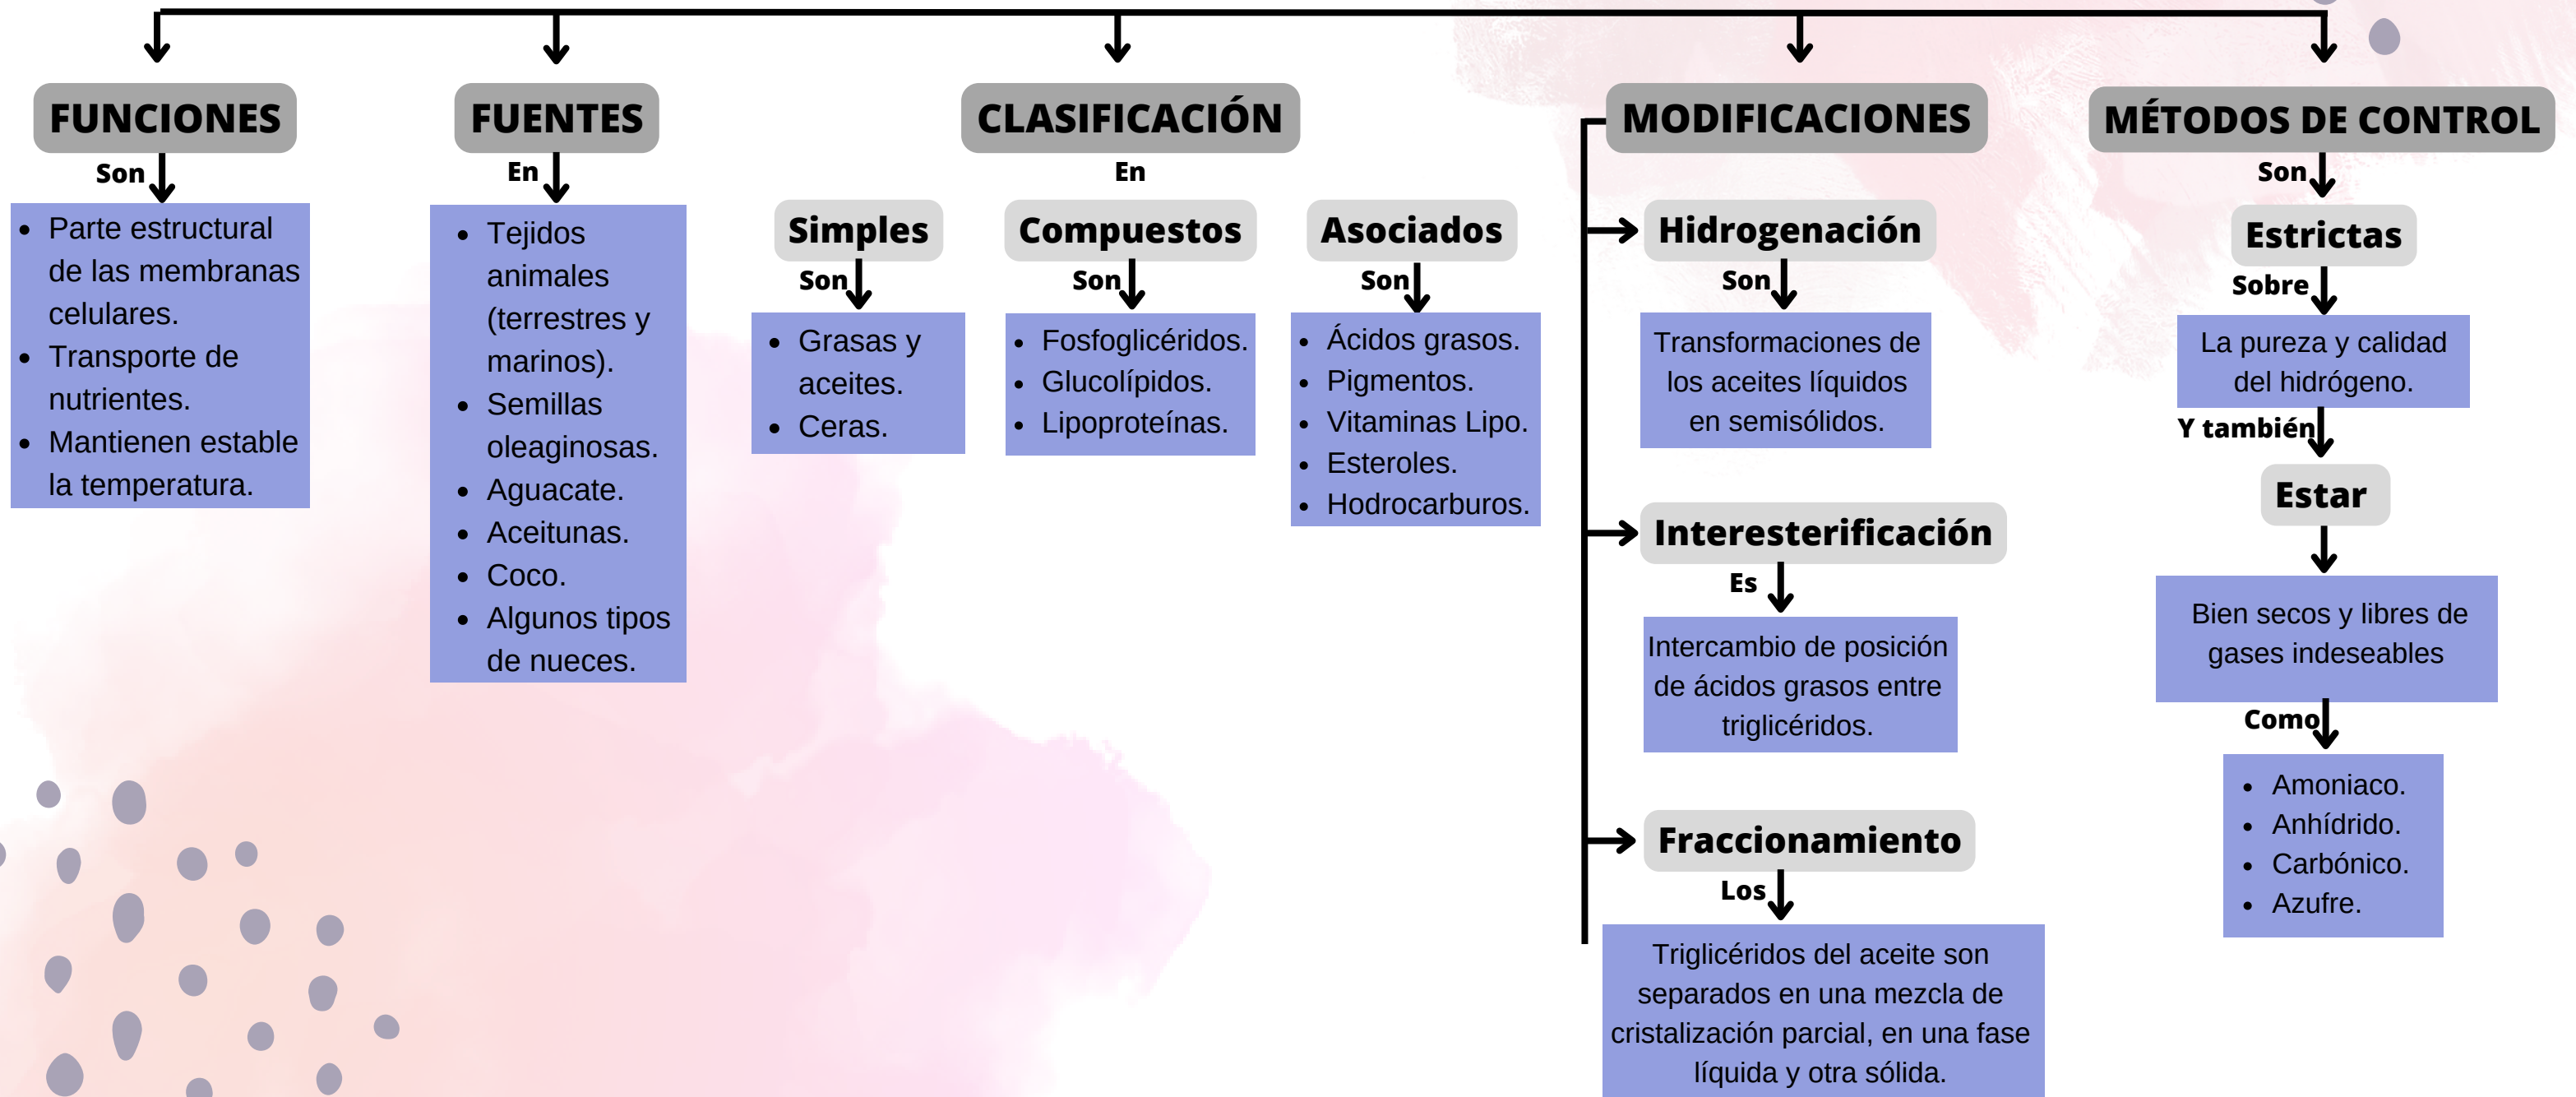 FUNCIONES
Son
• Parte estructural
de las membranas
celulares.
• Transporte de
nutrientes.
• Mantienen estable
la temperatura.
FUENTES
En
• Tejidos
animales
(terrestres y
marinos).
• Semillas
oleaginosas.
• Aguacate.
• Aceitunas.
• Coco.
• Algunos tipos
de nueces.
CLASIFICACIÓN
En
Simples
Son
• Grasas y
aceites.
• Ceras.
Compuestos
Son
• Fosfoglicéridos.
• Glucolípidos.
• Lipoproteínas.
Asociados
Son
• Ácidos grasos.
• Pigmentos.
• Vitaminas Lipo.
• Esteroles.
• Hodrocarburos.
MODIFICACIONES
Hidrogenación
Son
Transformaciones de
los aceites líquidos
en semisólidos.
Interesterificación
Es
Intercambio de posición
de ácidos grasos entre
triglicéridos.
Fraccionamiento
Los
Triglicéridos del aceite son
separados en una mezcla de
cristalización parcial, en una fase
líquida y otra sólida.
MÉTODOS DE CONTROL
Son
Estrictas
Sobre
La pureza y calidad
del hidrógeno.
Y también
Estar
Bien secos y libres de
gases indeseables
Como
• Amoniaco.
• Anhídrido.
• Carbónico.
• Azufre.